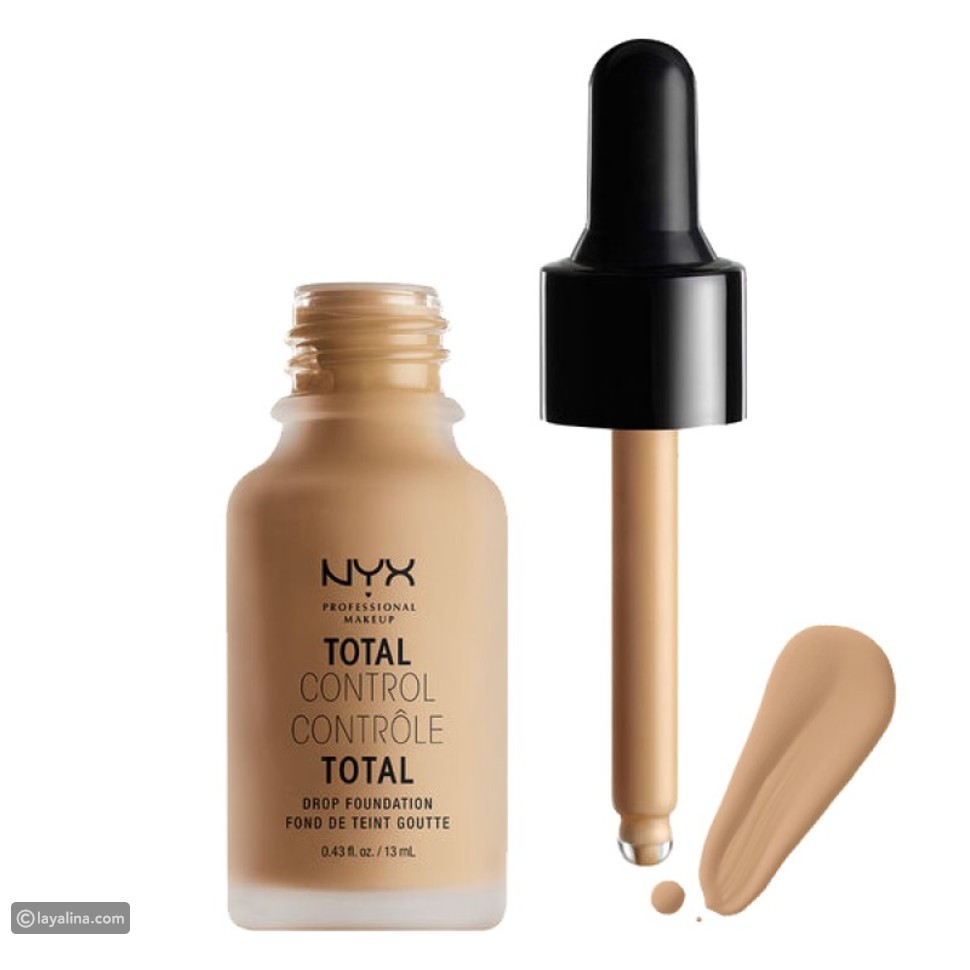 NYX
PROFESSIONAL
MAKEUP
TOTAL
CONTROL
CONTRÔLE
TOTAL
DROP FOUNDATION
FOND DE TEINT GOUTTE
0.43 fl. oz. / 13 mL
©layalina.com